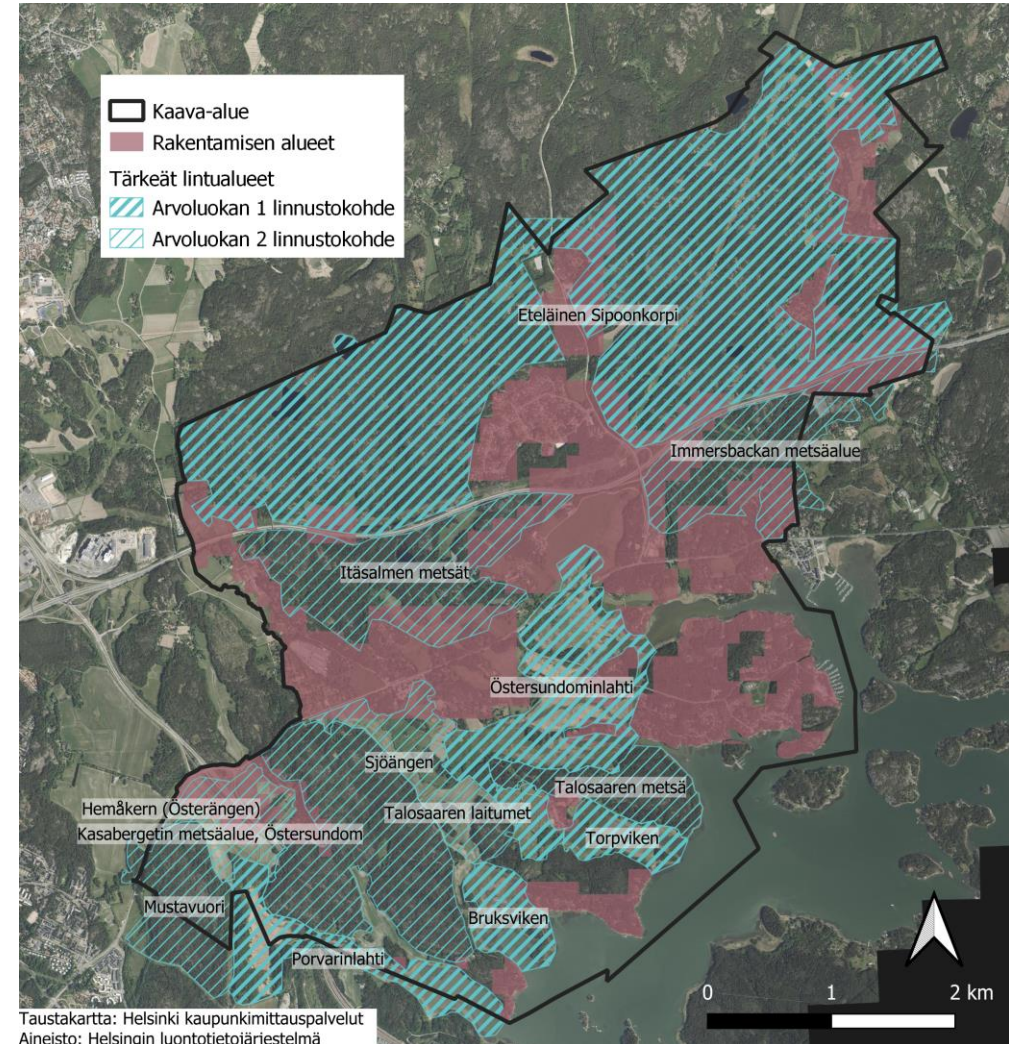 Kaava-alue
Rakentamisen alueet
Tärkeät lintualueet
Arvoluokan 1 linnustokohde
Arvoluokan 2 linnustokohde
Eteläinen Sipoonkorpi
Immersbackan metsäalue
Itäsalmen metsät
Östersundominlahti
Sjöängen
Talosaaren metsä
Hemåkern (Österängen)
Talosaaren laitumet
Kasabergetin metsäalue, Östersundom
Torpviken
Mustavuori
Bruksviken
Porvarinlahti
0 1 2 km
Taustakartta: Helsinki kaupunkimittauspalvelut
Aineisto: Helsingin luontotietojärjestelmä